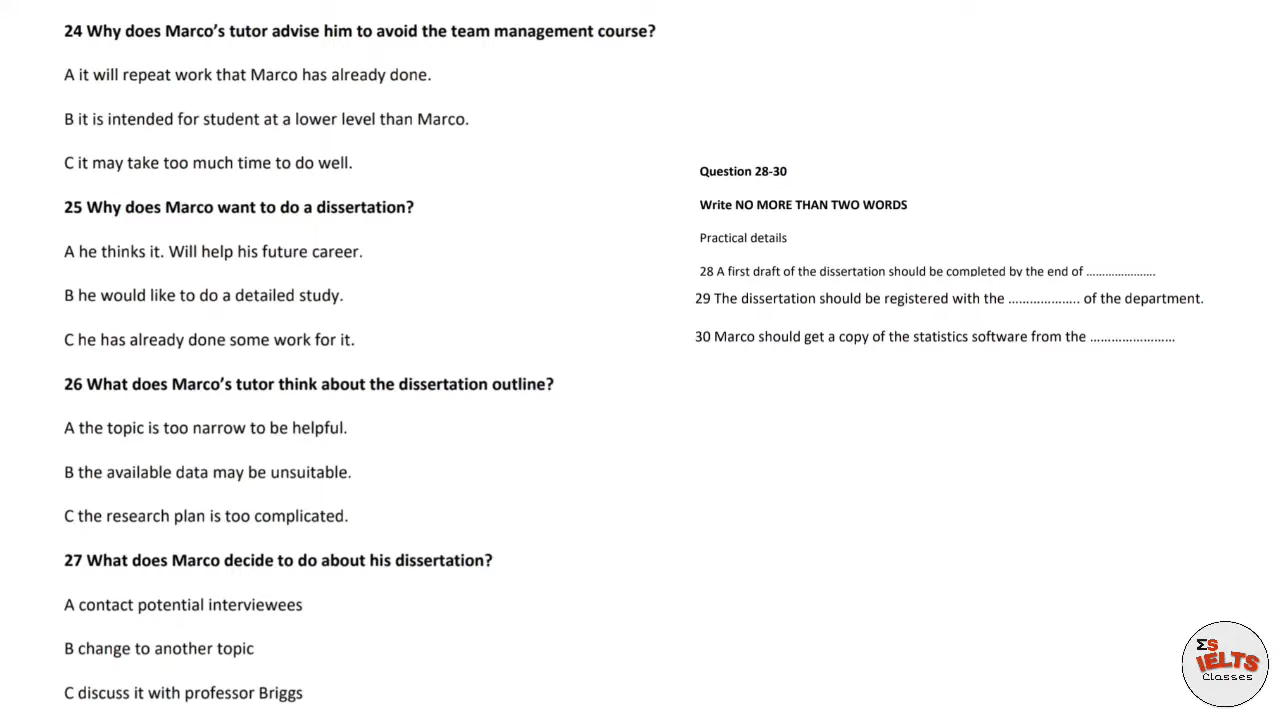 24 Why does Marco's tutor advise him to avoid the team management course?
A it will repeat work that Marco has already done.
B it is intended for student at a lower level than Marco.
C it may take too much time to do well.
25 Why does Marco want to do a dissertation?
A he thinks it. Will help his future career.
B he would like to do a detailed study.
C he has already done some work for it.
26 What does Marco's tutor think about the dissertation outline?
A the topic is too narrow to be helpful.
B the available data may be unsuitable.
C the research plan is too complicated.
27 What does Marco decide to do about his dissertation?
A contact potential interviewees
B change to another topic
C discuss it with professor Briggs
Question 28-30
Write NO MORE THAN TWO WORDS
Practical details
28 A first draft of the dissertation should be completed by the end of .....................
29 The dissertation should be registered with the ................... of the department.
30 Marco should get a copy of the statistics software from the .......................
ΣS
IELTS
Classes